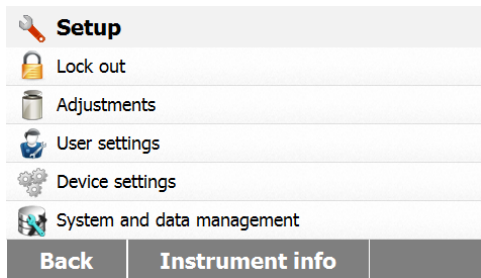 Setup
Lock out
Adjustments
User settings
Device settings
System and data management
Back Instrument info